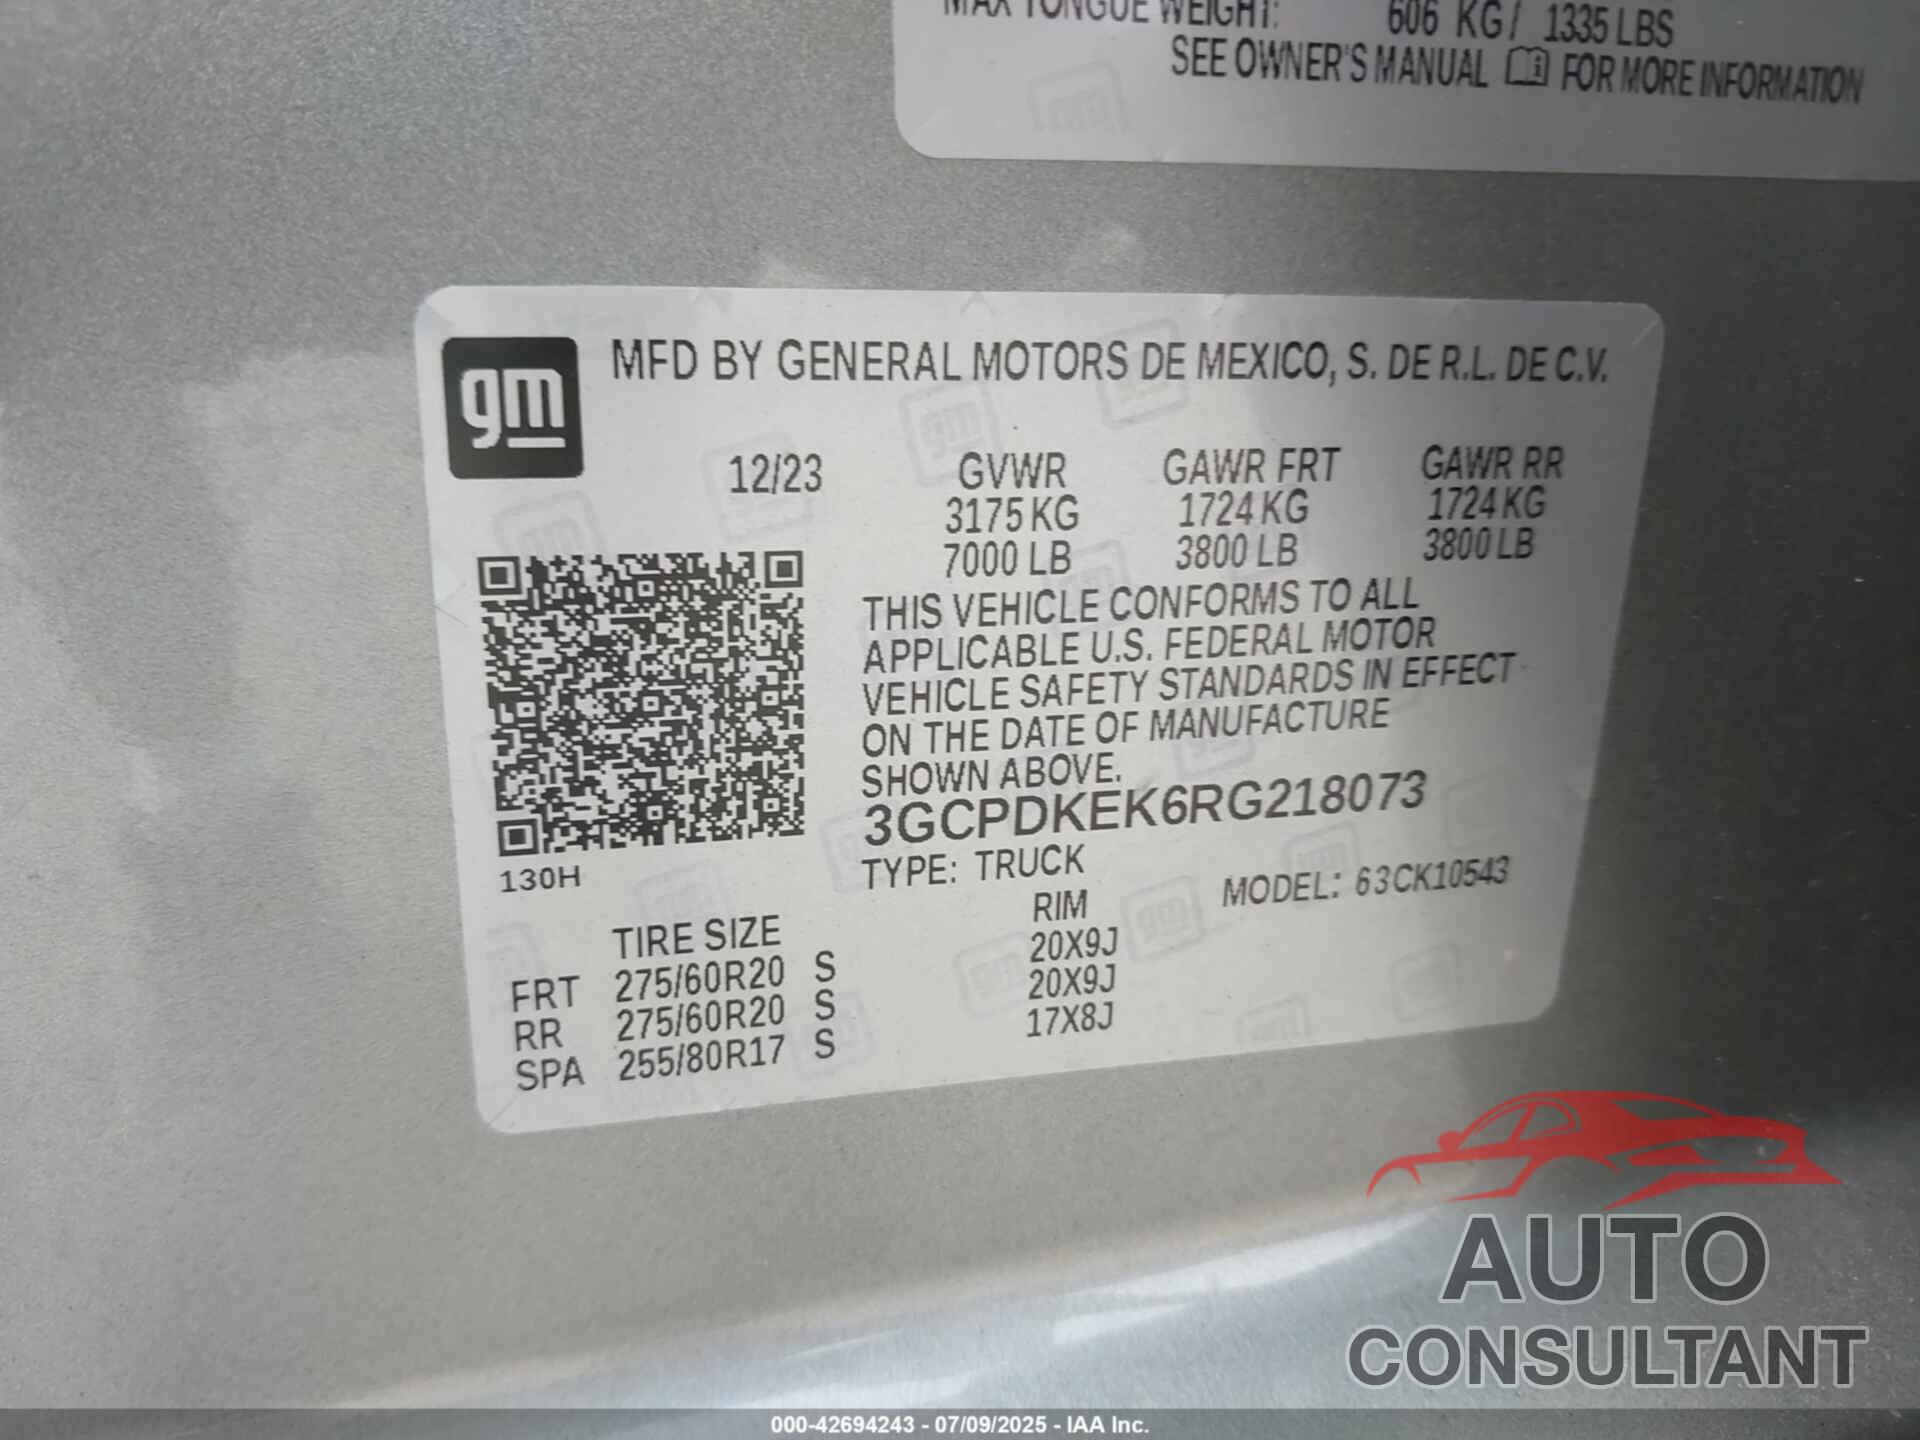 MAX TONGUE WEIGHT: 606 KG / 1335 LBS
SEE OWNER'S MANUAL FOR MORE INFORMATION
gm
MFD BY GENERAL MOTORS DE MEXICO, S. DE R.L. DE C.V.
12/23 GVWR GAWR FRT GAWR RR
3175 KG 1724 KG 1724 KG
7000 LB 3800 LB 3800 LB
THIS VEHICLE CONFORMS TO ALL
APPLICABLE U.S. FEDERAL MOTOR
VEHICLE SAFETY STANDARDS IN EFFECT
ON THE DATE OF MANUFACTURE
SHOWN ABOVE.
3GCPDKEK6RG218073
130H
TYPE: TRUCK MODEL: 63CK10543
TIRE SIZE RIM
FRT 275/60R20 S 20X9J
RR 275/60R20 S 20X9J
SPA 255/80R17 S 17X8J
AUTO
CONSULTANT
000-42694243 - 07/09/2025 - IAA Inc.